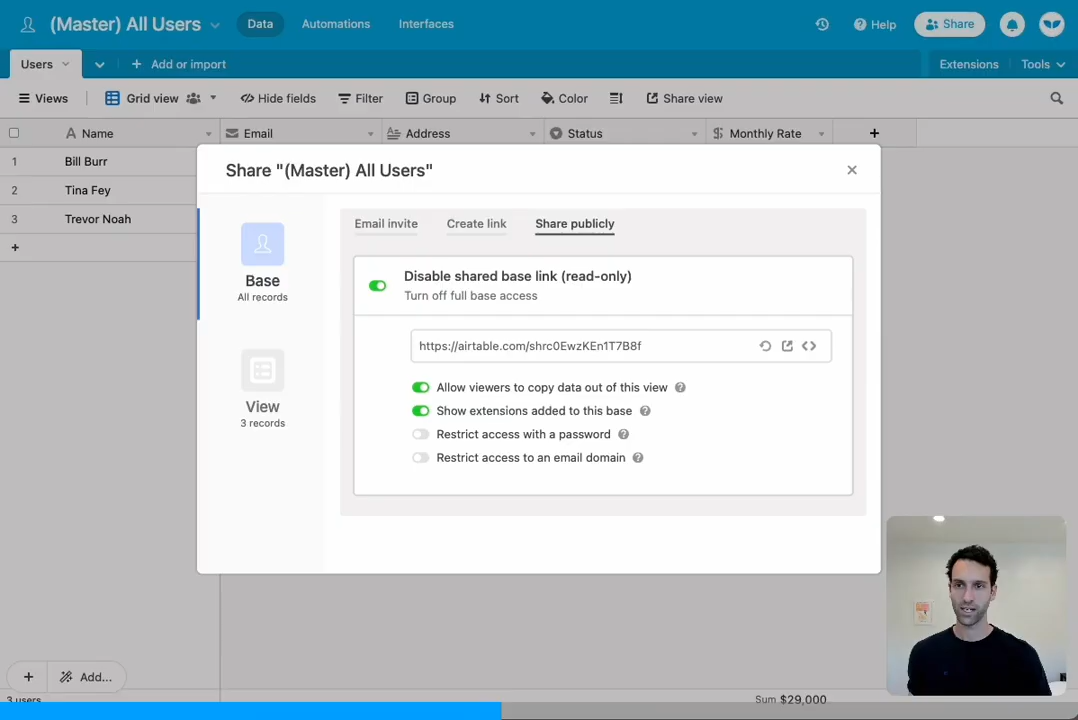 (Master) All Users
Data
Automations
Interfaces
Help
Share
Users
Add or import
Extensions
Tools
Views
Grid view
Hide fields
Filter
Group
Sort
Color
Share view
A Name
Email
Address
Status
Monthly Rate
1 Bill Burr
2 Tina Fey
3 Trevor Noah
Share "(Master) All Users"
Base
All records
View
3 records
Email invite
Create link
Share publicly
Disable shared base link (read-only)
Turn off full base access
https://airtable.com/shrc0EwzKEn1T7B8f
Allow viewers to copy data out of this view
Show extensions added to this base
Restrict access with a password
Restrict access to an email domain
Add...
3 users
Sum $29,000